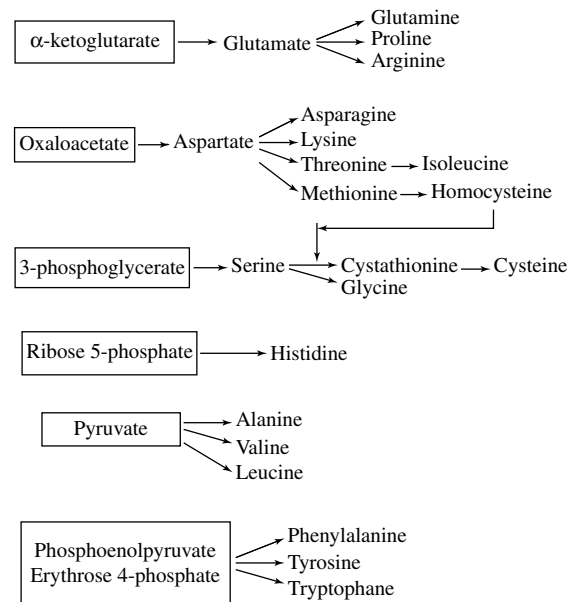 α-ketoglutarate
Glutamate
Glutamine
Proline
Arginine
Oxaloacetate
Aspartate
Asparagine
Lysine
Threonine
Isoleucine
Methionine
Homocysteine
3-phosphoglycerate
Serine
Cystathionine
Cysteine
Glycine
Ribose 5-phosphate
Histidine
Pyruvate
Alanine
Valine
Leucine
Phosphoenolpyruvate
Erythrose 4-phosphate
Phenylalanine
Tyrosine
Tryptophane